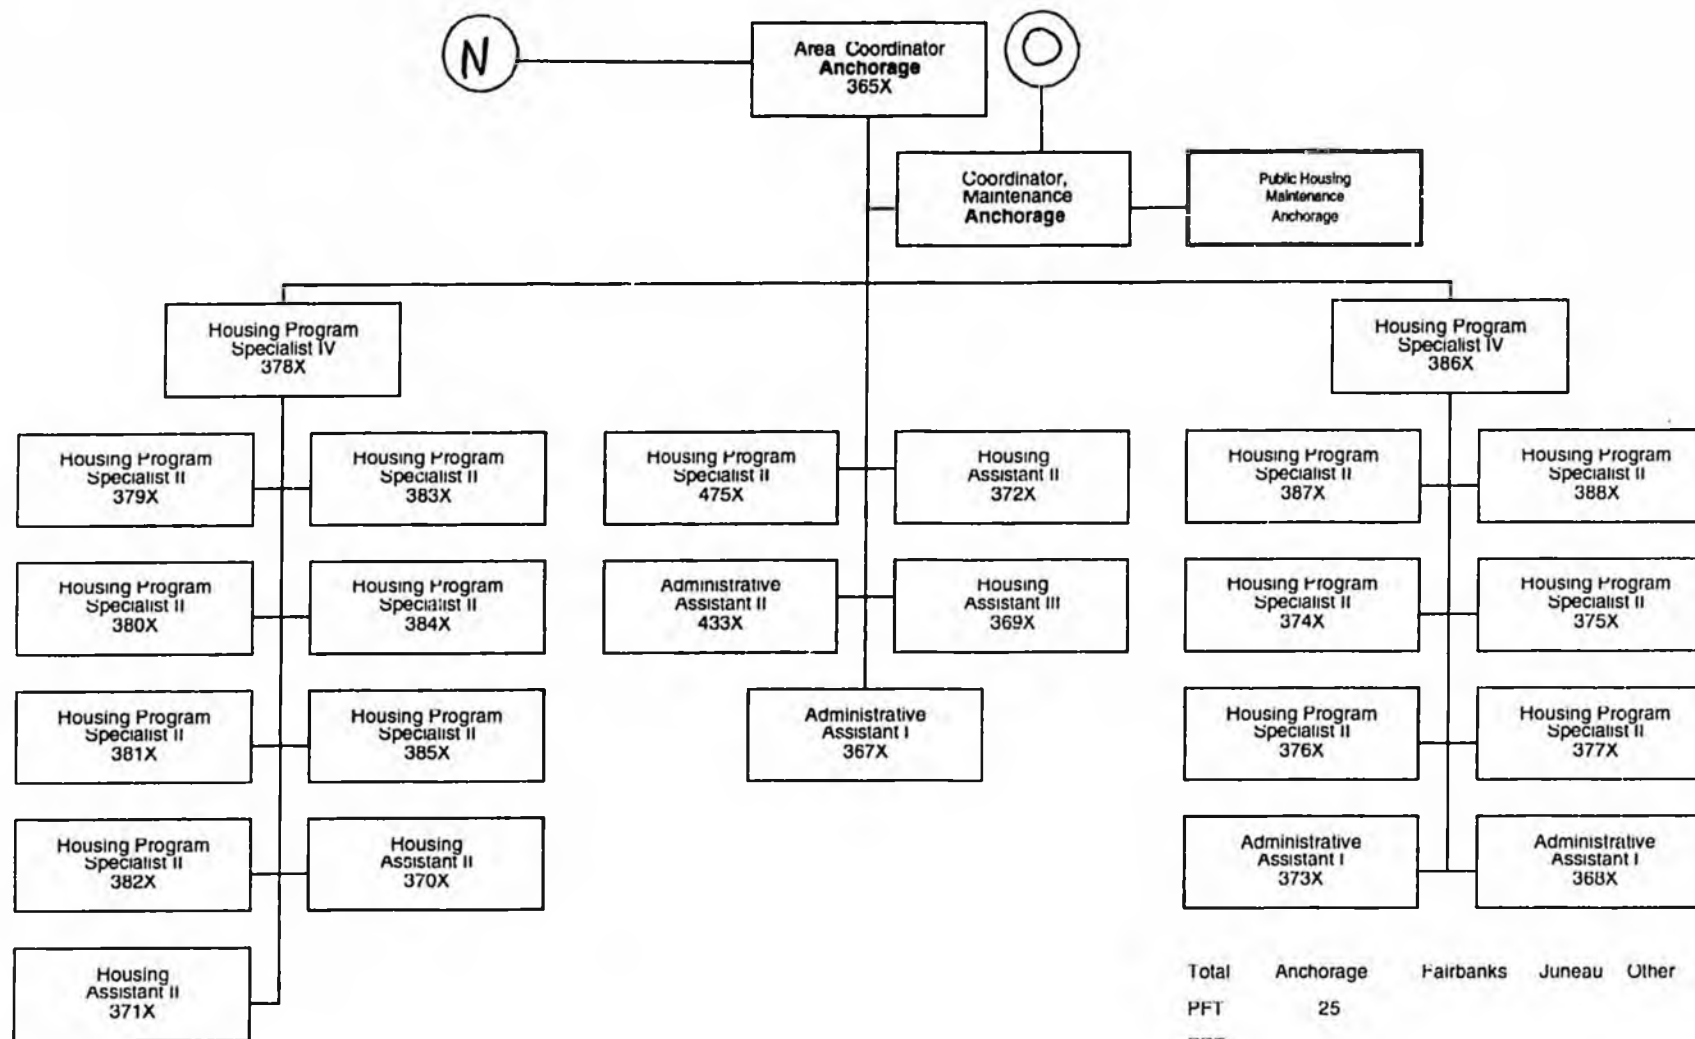 N
Area Coordinator
Anchorage
365X
O
Coordinator,
Maintenance
Anchorage
Public Housing
Maintenance
Anchorage
Housing Program
Specialist IV
378X
Housing Program
Specialist IV
386X
Housing Program
Specialist II
379X
Housing Program
Specialist II
383X
Housing Program
Specialist II
475X
Housing
Assistant II
372X
Housing Program
Specialist II
387X
Housing Program
Specialist II
388X
Housing Program
Specialist II
380X
Housing Program
Specialist II
384X
Administrative
Assistant II
433X
Housing
Assistant III
369X
Housing Program
Specialist II
374X
Housing Program
Specialist II
375X
Housing Program
Specialist II
381X
Housing Program
Specialist II
385X
Administrative
Assistant I
367X
Housing Program
Specialist II
376X
Housing Program
Specialist II
377X
Housing Program
Specialist II
382X
Housing
Assistant II
370X
Administrative
Assistant I
373X
Administrative
Assistant I
368X
Housing
Assistant II
371X
Total Anchorage Fairbanks Juneau Other
PFT 25